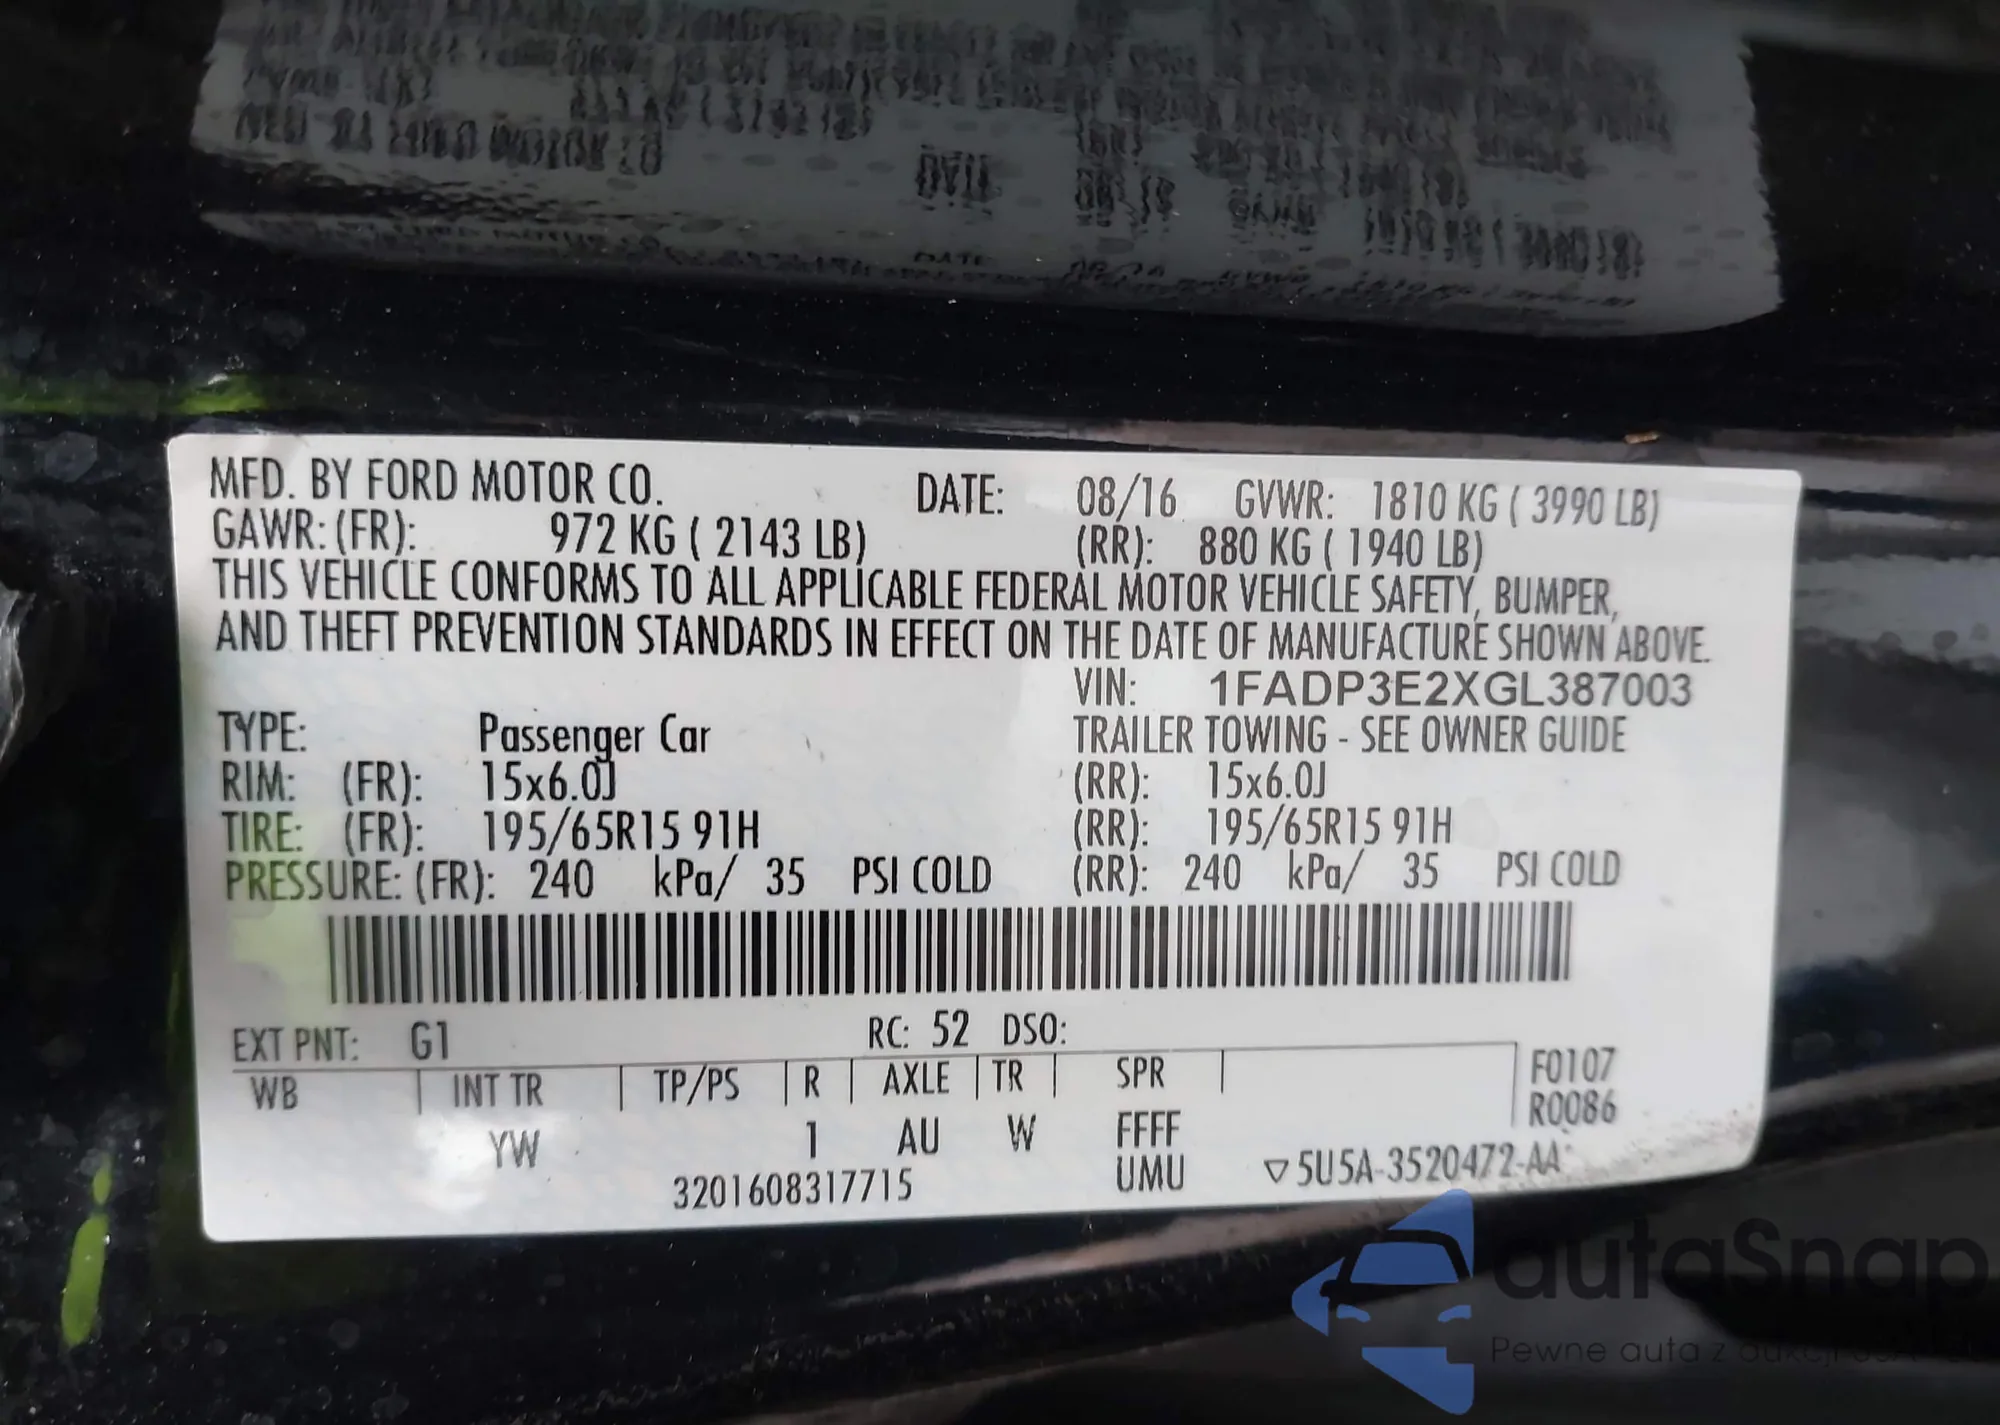 MFD. BY FORD MOTOR CO. DATE: 08/16 GVWR: 1810 KG ( 3990 LB)
GAWR: (FR): 972 KG ( 2143 LB) (RR): 880 KG ( 1940 LB)
THIS VEHICLE CONFORMS TO ALL APPLICABLE FEDERAL MOTOR VEHICLE SAFETY, BUMPER,
AND THEFT PREVENTION STANDARDS IN EFFECT ON THE DATE OF MANUFACTURE SHOWN ABOVE.
VIN: 1FADP3E2XGL387003
TYPE: Passenger Car TRAILER TOWING - SEE OWNER GUIDE
RIM: (FR): 15x6.0J (RR): 15x6.0J
TIRE: (FR): 195/65R15 91H (RR): 195/65R15 91H
PRESSURE: (FR): 240 kPa/ 35 PSI COLD (RR): 240 kPa/ 35 PSI COLD
EXT PNT: G1 RC: 52 DSO:
WB INT TR TP/PS R AXLE TR SPR F0107
R0086
YW 1 AU W FFFF
3201608317715 UMU ▽5U5A-3520472-AA
autaSnap
Pewne auta z